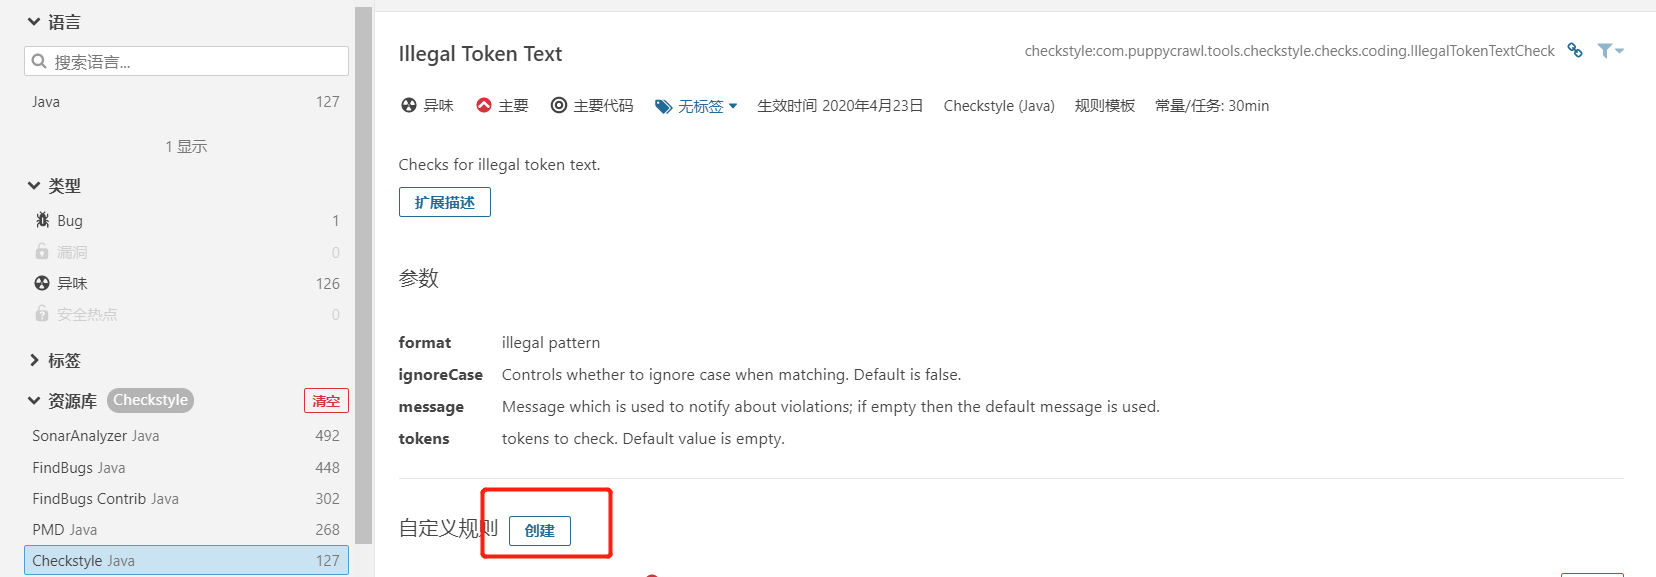 语言
搜索语言...
Java 127
1 显示
类型
Bug 1
漏洞 0
异味 126
安全热点 0
标签
资源库 Checkstyle 清空
SonarAnalyzer Java 492
FindBugs Java 448
FindBugs Contrib Java 302
PMD Java 268
Checkstyle Java 127
Illegal Token Text
checkstyle:com.puppycrawl.tools.checkstyle.checks.coding.IllegalTokenTextCheck
异味 主要 主要代码 无标签 生效时间 2020年4月23日 Checkstyle (Java) 规则模板 常量/任务: 30min
Checks for illegal token text.
扩展描述
参数
format illegal pattern
ignoreCase Controls whether to ignore case when matching. Default is false.
message Message which is used to notify about violations; if empty then the default message is used.
tokens tokens to check. Default value is empty.
自定义规则 创建